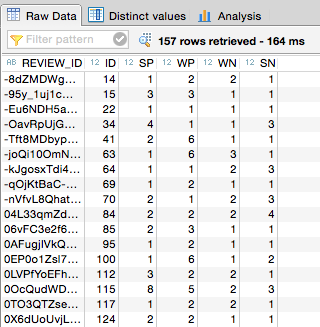 Raw Data Distinct values Analysis
Filter pattern 157 rows retrieved - 164 ms
RB REVIEW_ID 12 ID 12 SP 12 WP 12 WN 12 SN
-8dZMDWg... 14 1 2 2 1
-95y_1uj1c... 15 3 3 1 1
-Eu6NDH5a... 22 1 1 1 1
-OavRpUjG... 34 4 1 1 3
-Tft8MDbyp... 41 2 6 1 1
-joQi10OmN... 63 1 6 3 1
-kJgosxTdi4... 64 1 1 2 3
-qOjKtBaC-... 69 1 2 1 1
-nVfvL8Qhat... 70 2 1 2 3
04L33qmZd... 84 2 2 2 4
06vFC3e2f6... 85 2 3 1 1
0AFugjlVkQ... 95 1 2 1 1
0EP0o1Zsl7... 100 1 6 1 2
0LVPfYoEFh... 112 3 2 2 1
0OcQudWD... 115 8 5 2 3
0TO3QTZse... 117 1 2 2 1
0X6dUoUvjL... 124 2 2 1 1